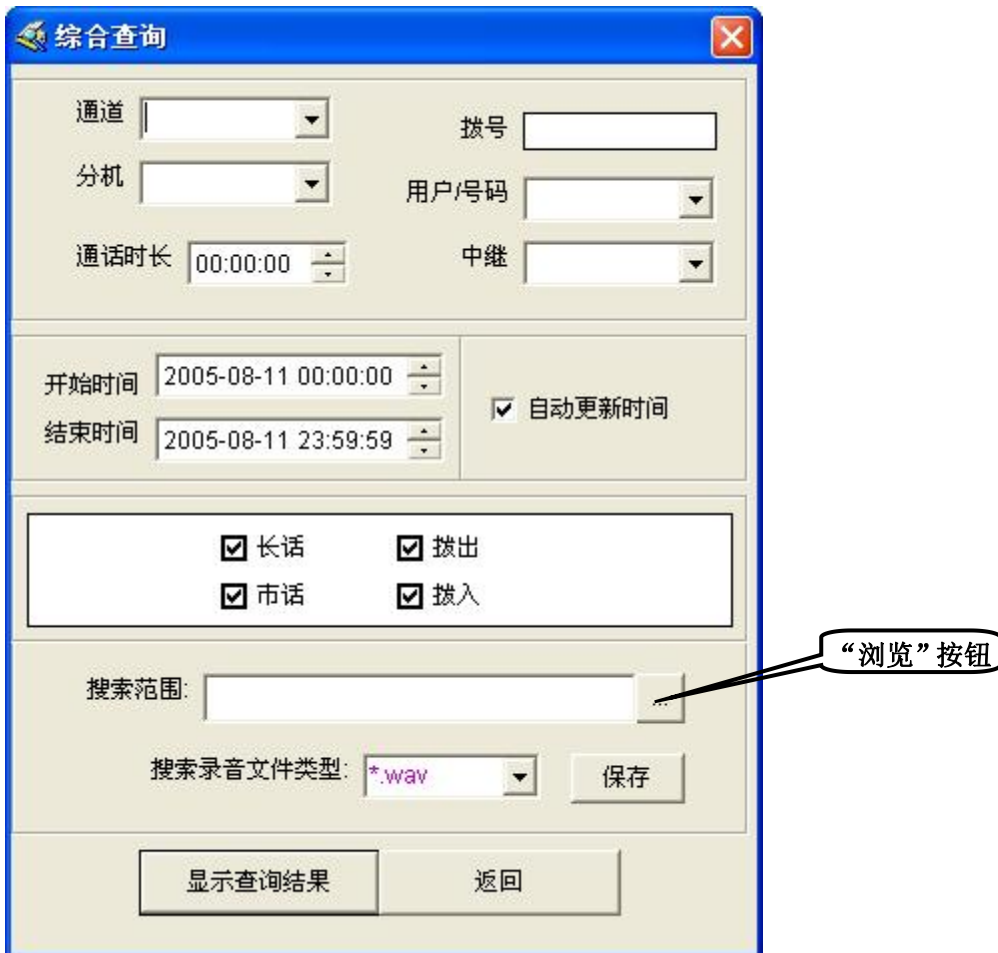 综合查询
通道
拨号
分机
用户/号码
通话时长 00:00:00
中继
开始时间 2005-08-11 00:00:00
自动更新时间
结束时间 2005-08-11 23:59:59
长话 拨出
市话 拨入
“浏览”按钮
搜索范围: ...
搜索录音文件类型: *.wav 保存
显示查询结果 返回